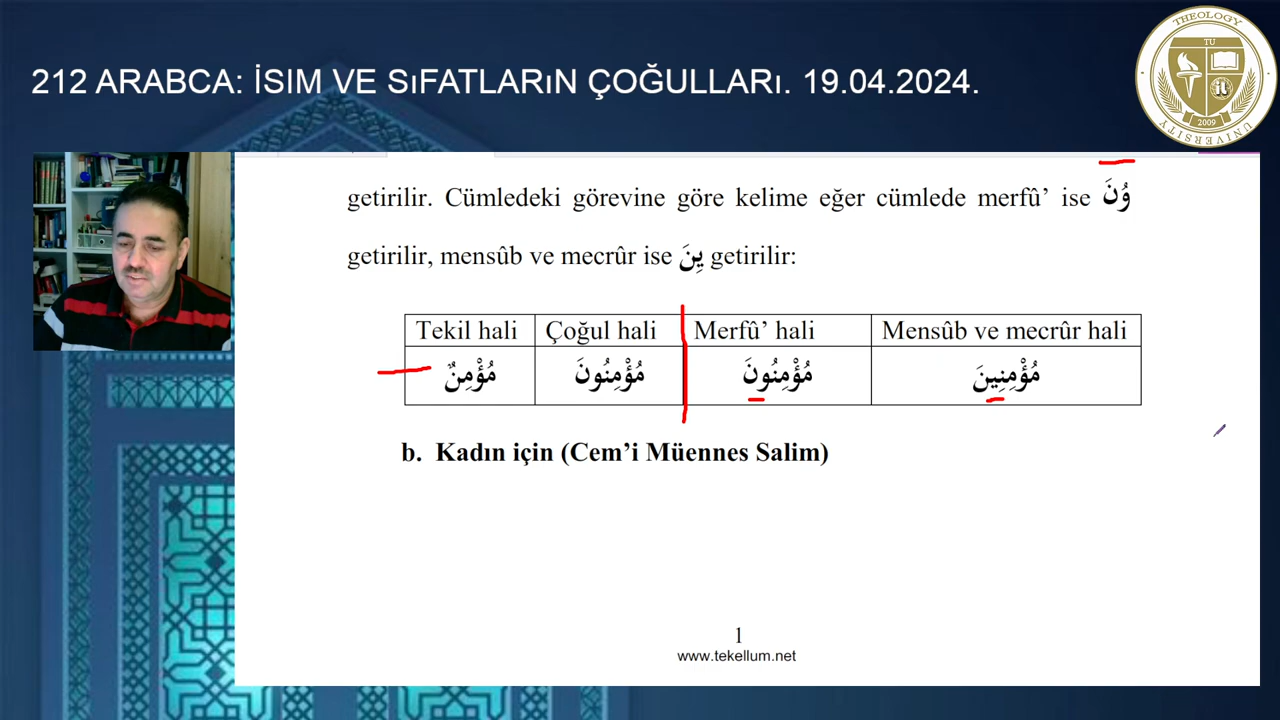 212 ARABCA: İSIM VE SıFATLARıN ÇOĞULLARı. 19.04.2024.
THEOLOGY
TU
it
2009
UNIVERSITY
getirilir. Cümledeki görevine göre kelime eğer cümlede merfû’ ise وُنَ
getirilir, mensûb ve mecrûr ise يِنَ getirilir:
Tekil hali Çoğul hali Merfû’ hali Mensûb ve mecrûr hali
مُؤْمِنٌ مُؤْمِنُونَ مُؤْمِنُونَ مُؤْمِنِينَ
b. Kadın için (Cem’i Müennes Salim)
1
www.tekellum.net